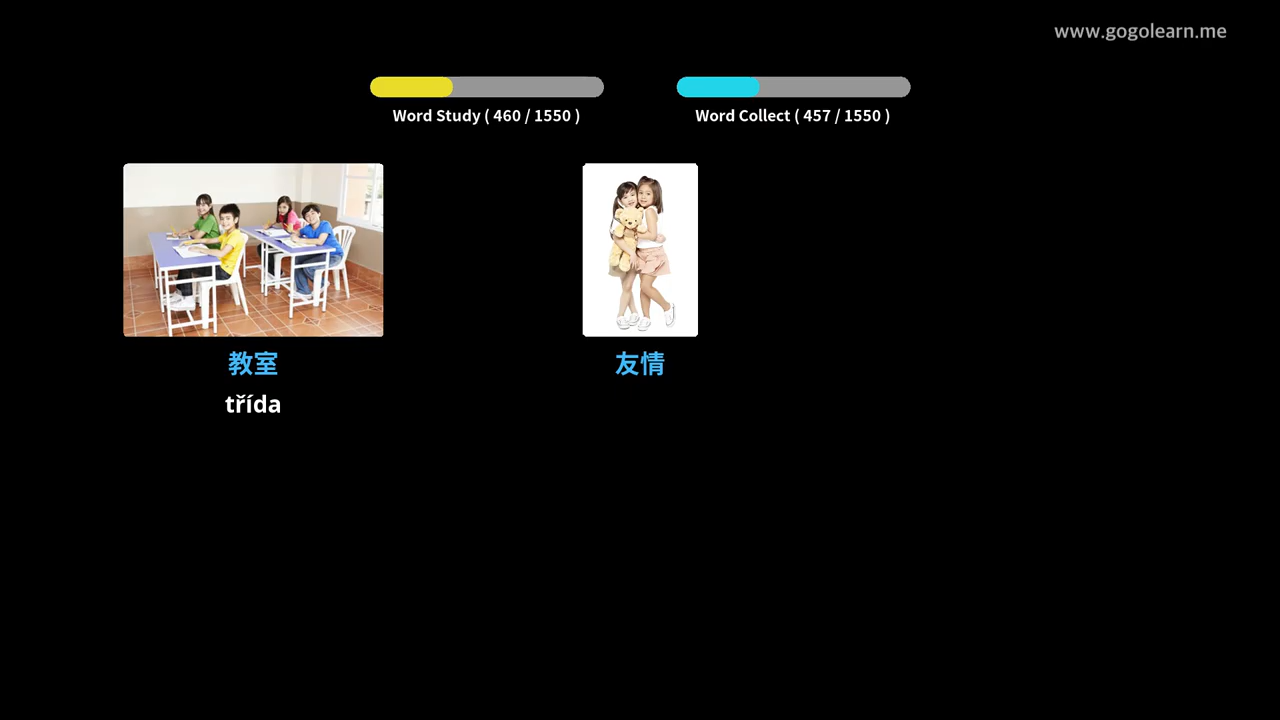 www.gogolearn.me
Word Study ( 460 / 1550 )
Word Collect ( 457 / 1550 )
教室
友情
třída